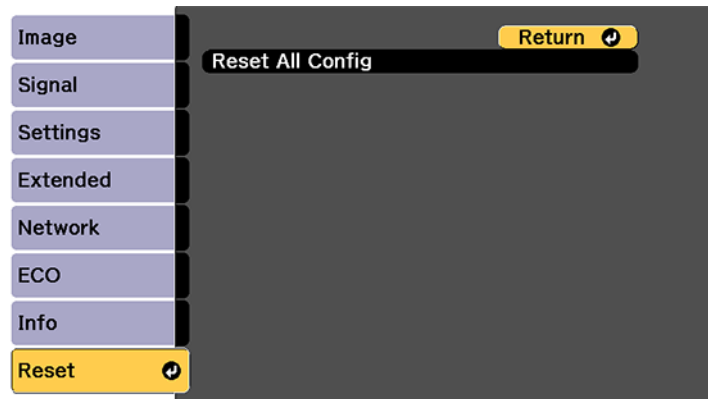 Image
Signal
Settings
Extended
Network
ECO
Info
Reset
Return
Reset All Config